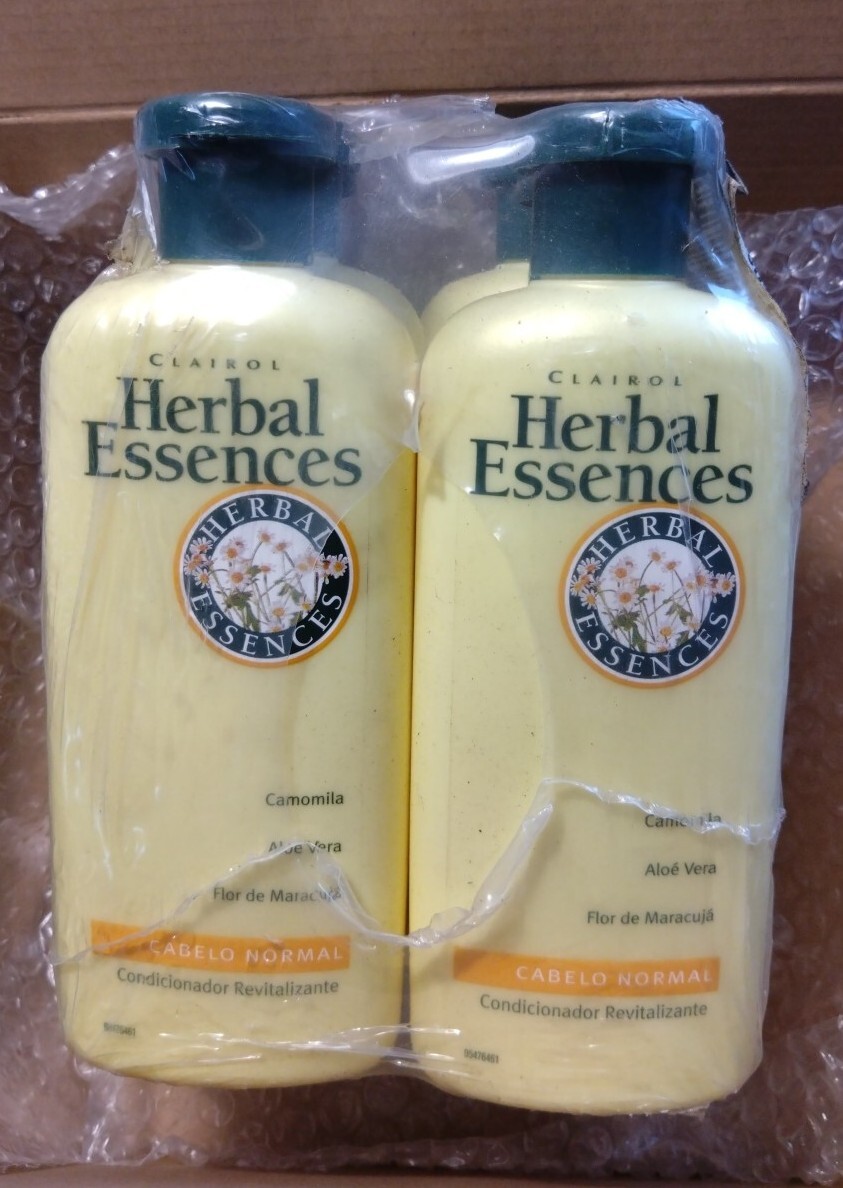 CLAIROL
Herbal
Essences
HERBAL
ESSENCES
Camomila
Aloé Vera
Flor de Maracujá
CABELO NORMAL
Condicionador Revitalizante
CLAIROL
Herbal
Essences
HERBAL
ESSENCES
Camomila
Aloé Vera
Flor de Maracujá
CABELO NORMAL
Condicionador Revitalizante